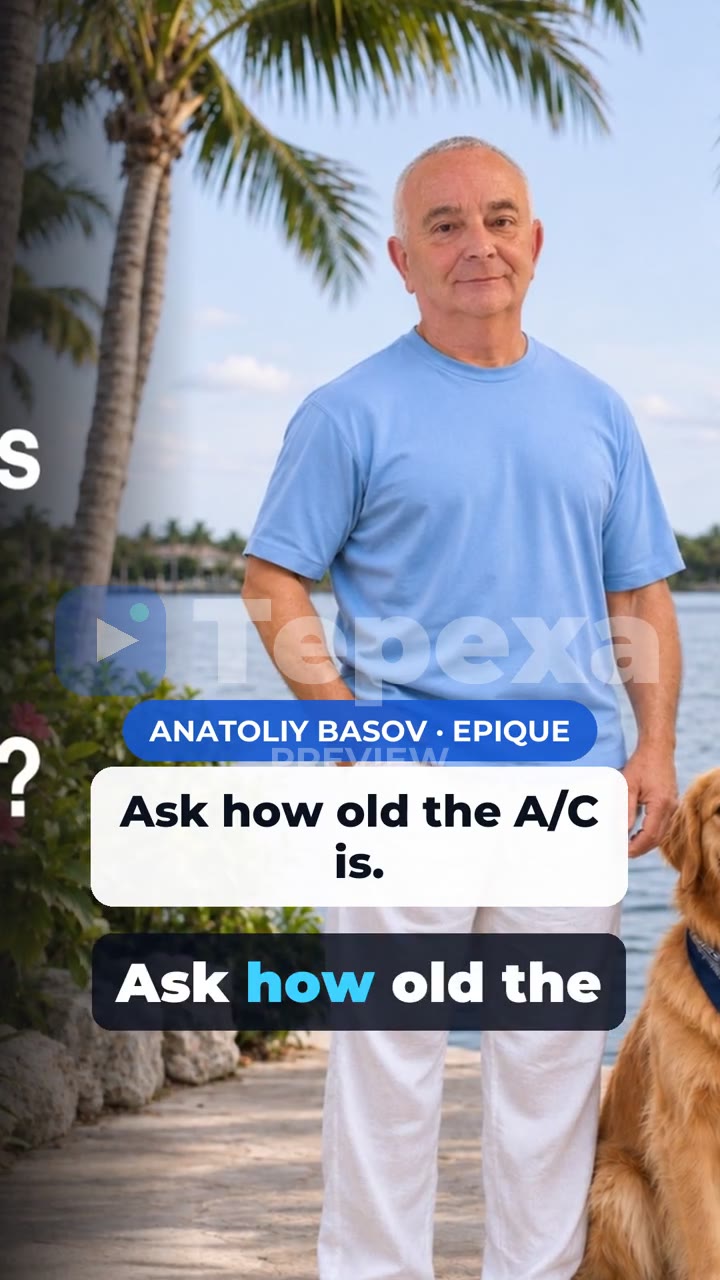 s
?
Tepexa
ANATOLIY BASOV · EPIQUE
PREVIEW
Ask how old the A/C
is.
Ask how old the